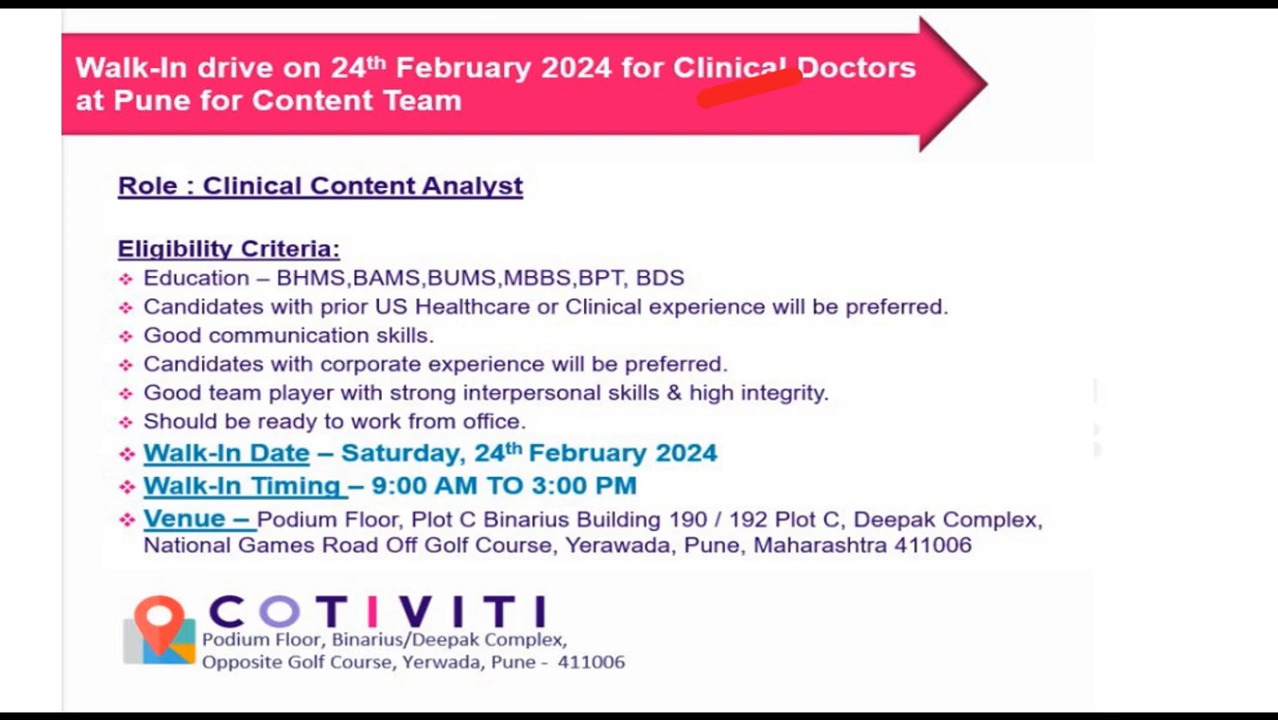 Walk-In drive on 24th February 2024 for Clinical Doctors
at Pune for Content Team
Role : Clinical Content Analyst
Eligibility Criteria:
❖ Education – BHMS,BAMS,BUMS,MBBS,BPT, BDS
❖ Candidates with prior US Healthcare or Clinical experience will be preferred.
❖ Good communication skills.
❖ Candidates with corporate experience will be preferred.
❖ Good team player with strong interpersonal skills & high integrity.
❖ Should be ready to work from office.
❖ Walk-In Date – Saturday, 24th February 2024
❖ Walk-In Timing – 9:00 AM TO 3:00 PM
❖ Venue – Podium Floor, Plot C Binarius Building 190 / 192 Plot C, Deepak Complex,
National Games Road Off Golf Course, Yerawada, Pune, Maharashtra 411006
COTIVITI
Podium Floor, Binarius/Deepak Complex,
Opposite Golf Course, Yerwada, Pune - 411006